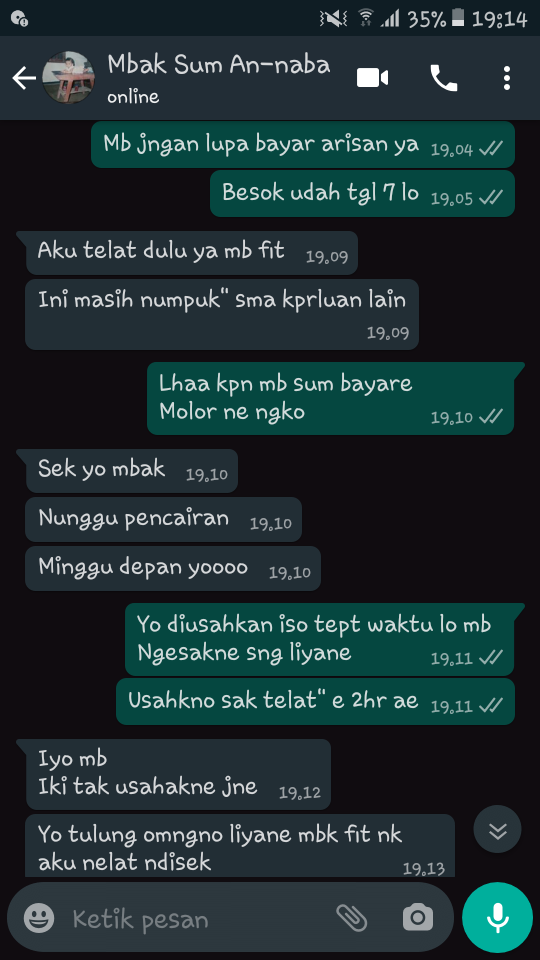 35% 19:14
Mbak Sum An-naba
online
Mb jngan lupa bayar arisan ya 19.04
Besok udah tgl 7 lo 19.05
Aku telat dulu ya mb fit 19.09
Ini masih numpuk" sma kprluan lain
19.09
Lhaa kpn mb sum bayare
Molor ne ngko 19.10
Sek yo mbak 19.10
Nunggu pencairan 19.10
Minggu depan yoooo 19.10
Yo diusahkan iso tept waktu lo mb
Ngesakne sng liyane 19.11
Usahkno sak telat" e 2hr ae 19.11
Iyo mb
Iki tak usahakne jne 19.12
Yo tulung omngno liyane mbk fit nk
aku nelat ndisek 19.13
Ketik pesan